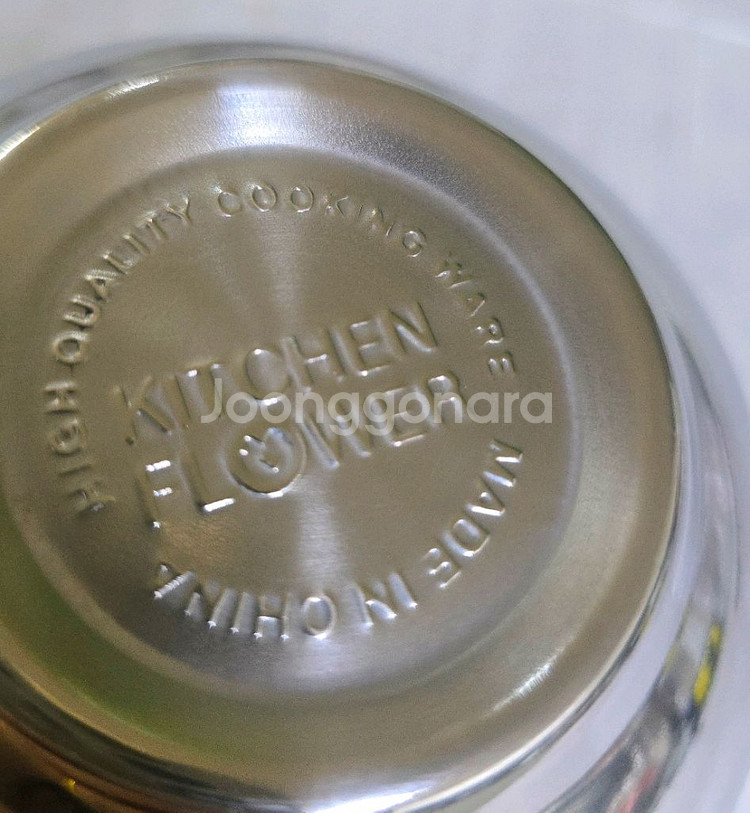 HIGH QUALITY COOKING WARE
KITCHEN
FLOWER
MADE IN CHINA
Joonggonara